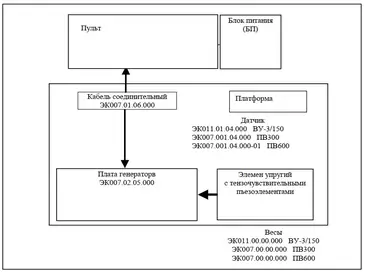 Пульт
Блок питания
(БП)
Кабель соединительный
ЭК007.01.06.000
Платформа
Датчик
ЭК011.01.04.000 ВУ-3/150
ЭК007.001.04.000 ПВ300
ЭК007.001.04.000-01 ПВ600
Плата генераторв
ЭК007.02.05.000
Элемен упругий
с тензочувствительными
пъезоэлементами
Весы
ЭК011.00.00.000 ВУ-3/150
ЭК007.00.00.000 ПВ300
ЭК007.00.00.000 ПВ600